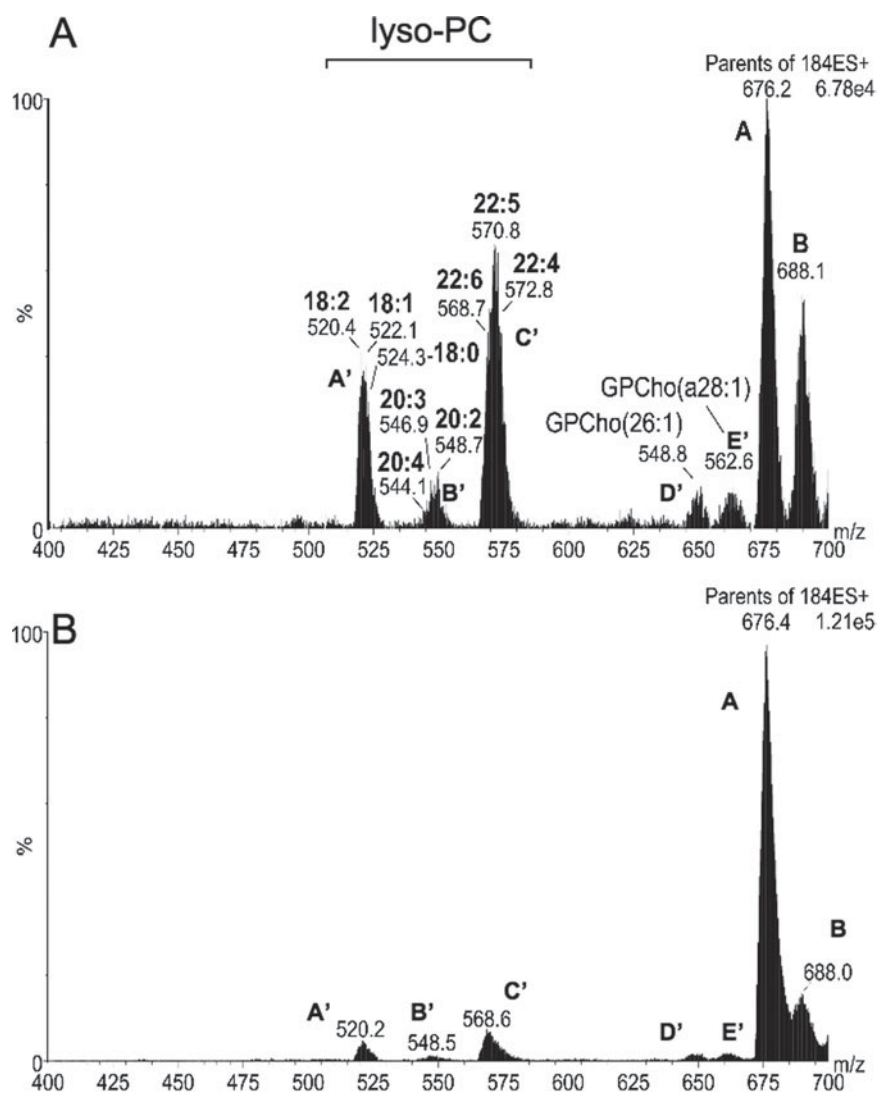 A
lyso-PC
Parents of 184ES+
676.2 6.78e4
100
A
22:5
570.8
B
688.1
22:6
568.7
22:4
572.8
18:2
520.4
18:1
522.1
524.3-18:0
C'
%
A'
20:3
546.9
20:2
548.7
GPCho(a28:1)
GPCho(26:1)
E'
548.8
562.6
20:4
544.1
B'
D'
0
400 425 450 475 500 525 550 575 600 625 650 675 700 m/z
B
Parents of 184ES+
676.4 1.21e5
100
A
%
B
688.0
A'
520.2
B'
548.5
C'
568.6
D'
E'
0
400 425 450 475 500 525 550 575 600 625 650 675 700 m/z